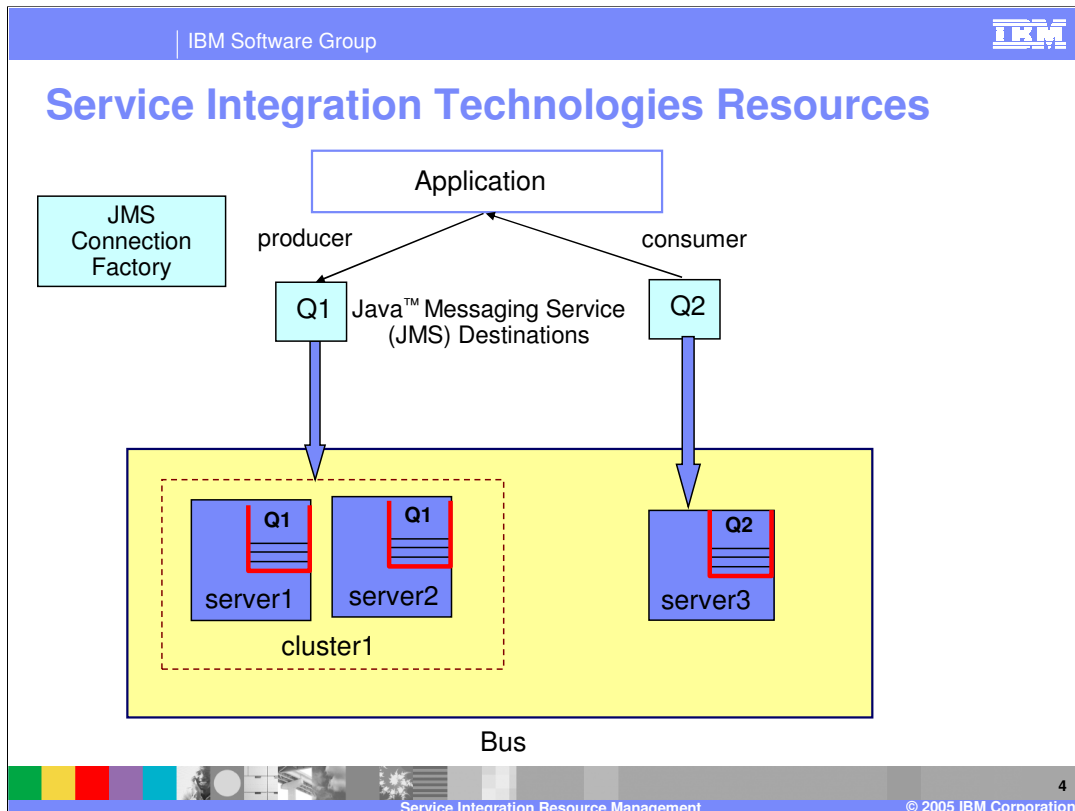 IBM Software Group
IBM
Service Integration Technologies Resources
Application
JMS
Connection
Factory
producer
consumer
Q1
Java™ Messaging Service
(JMS) Destinations
Q2
Q1
Q1
Q2
server1
server2
server3
cluster1
Bus
4
Service Integration Resource Management
© 2005 IBM Corporation